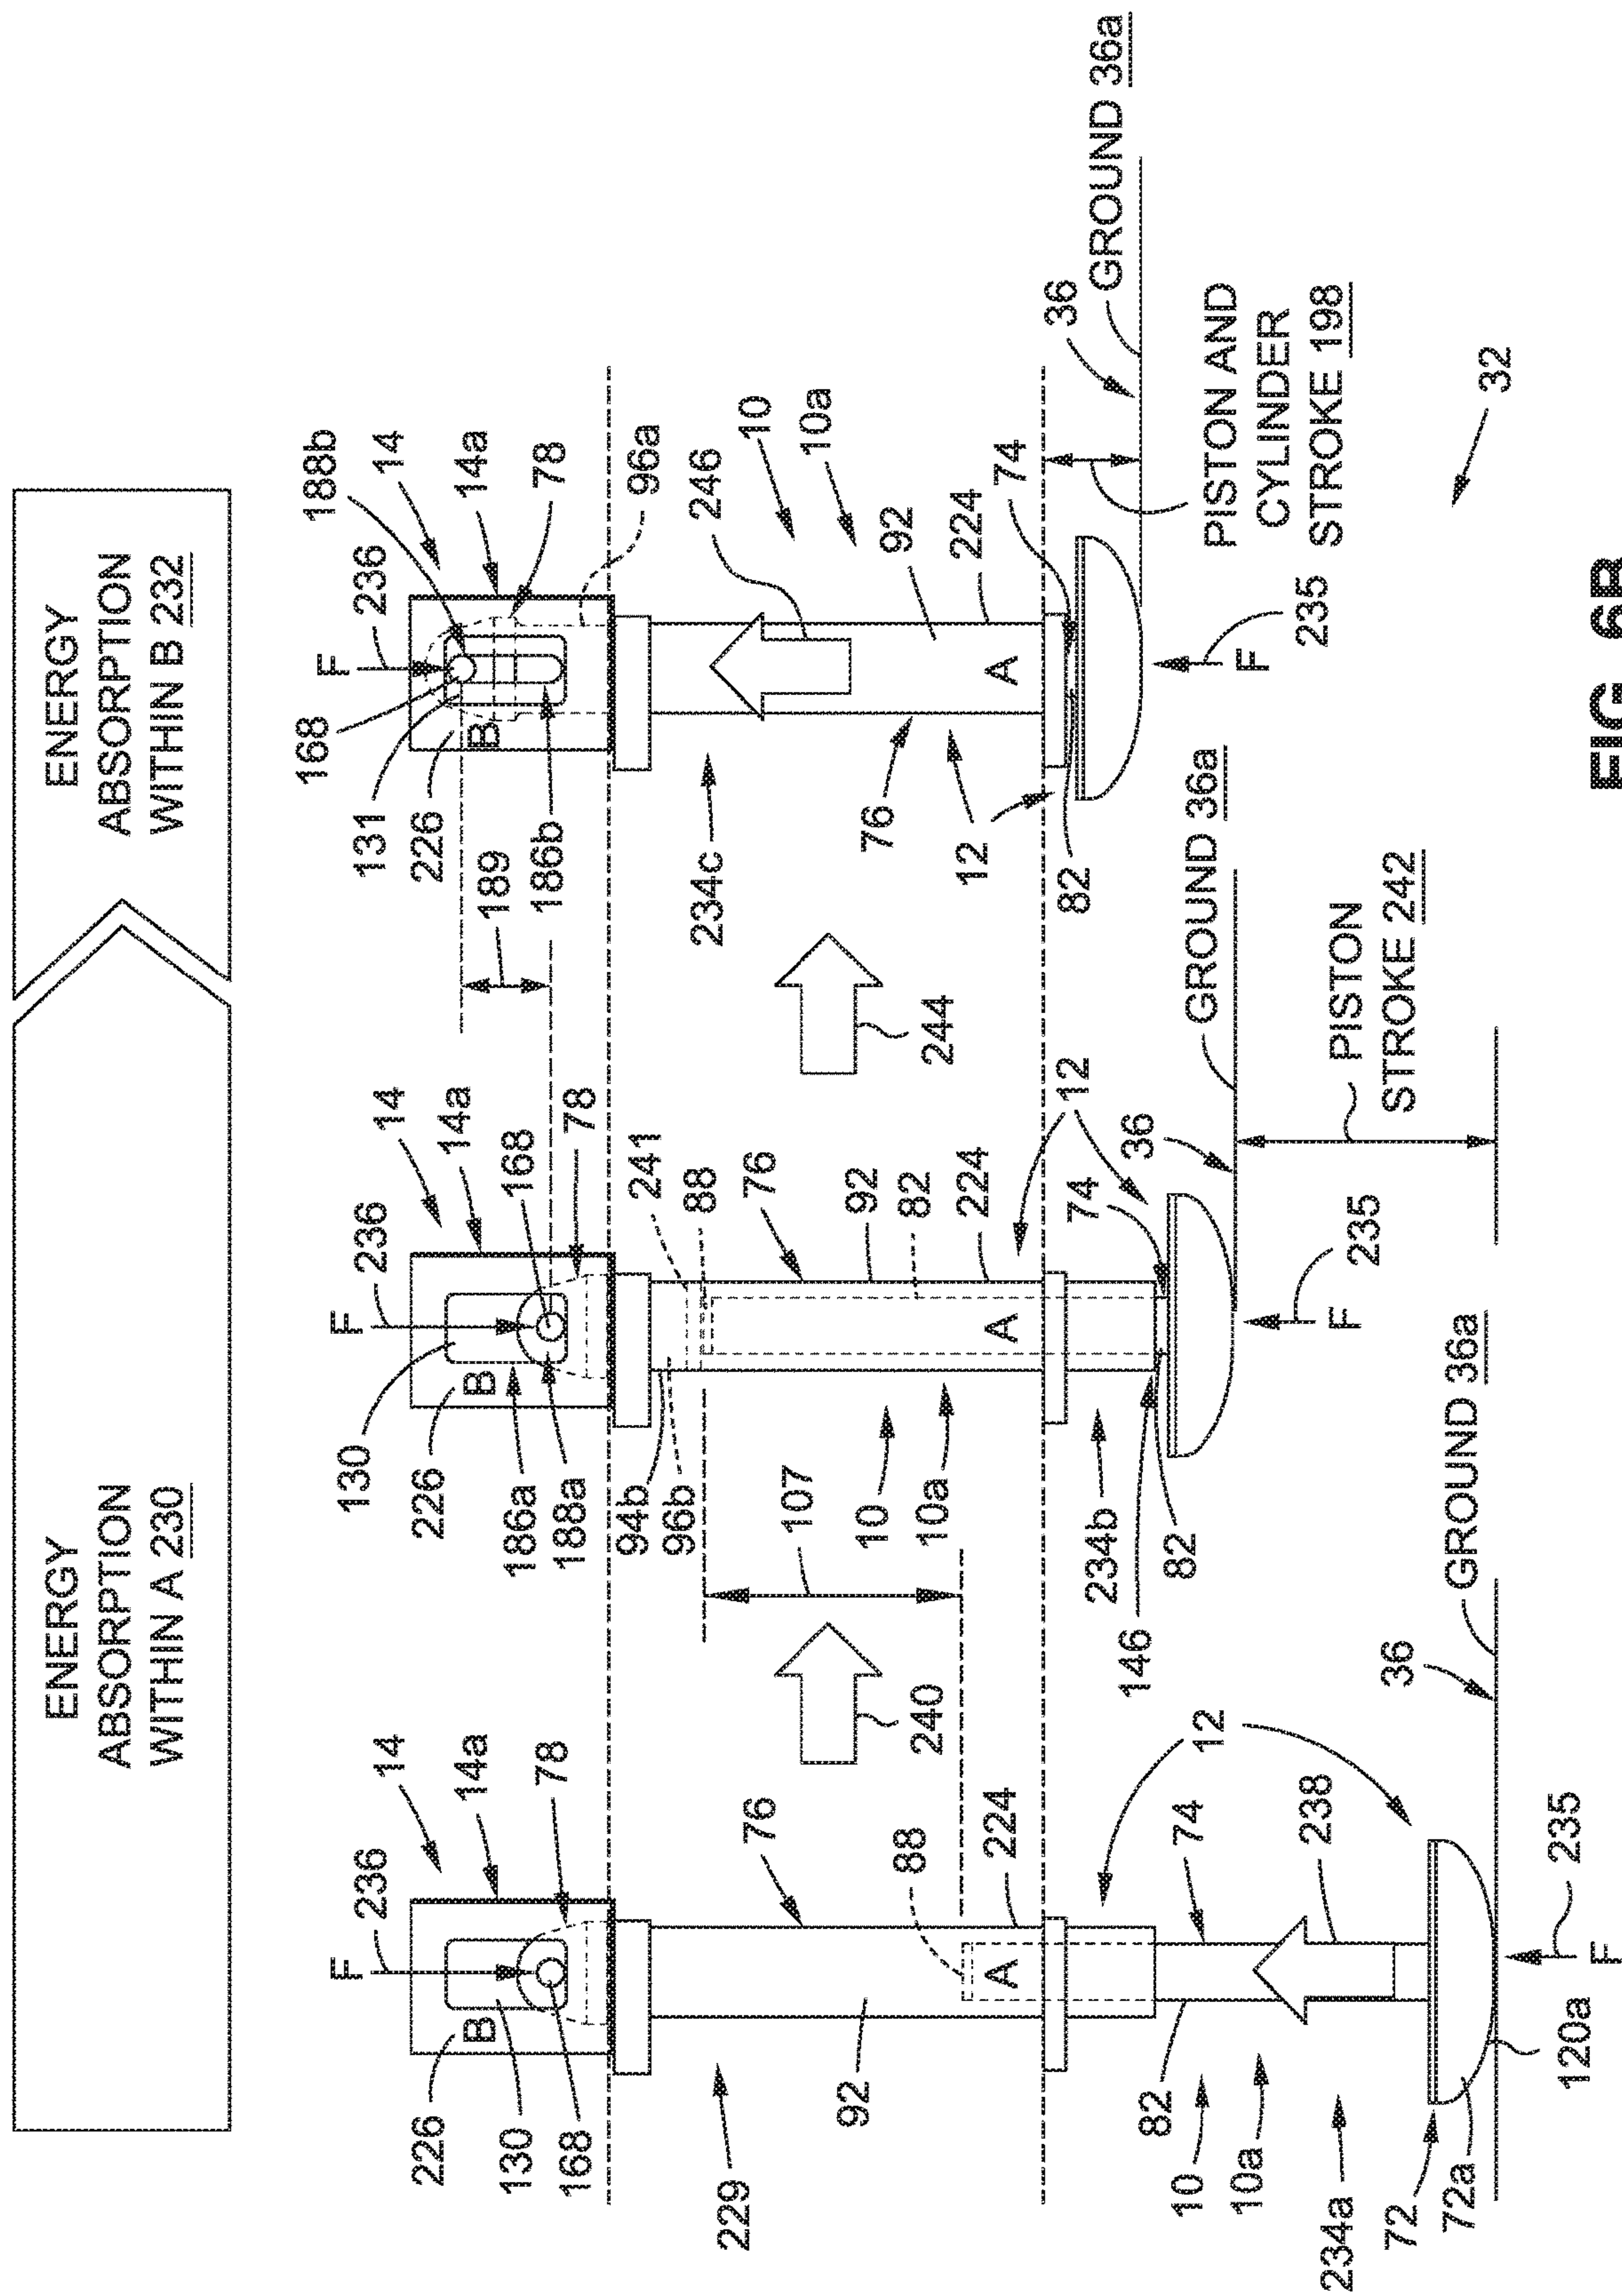 ENERGY
ABSORPTION
WITHIN A 230
ENERGY
ABSORPTION
WITHIN B 232
F
236
14
14a
78
226
B
130
168
229
76
92
88
224
A
12
74
82
238
10
10a
234a
72
72a
120a
235
F
36
GROUND 36a
240
107
F
236
14
14a
168
78
130
226
B
186a
188a
94b
96b
241
88
76
92
82
224
A
10
10a
12
74
234b
146
82
36
GROUND 36a
235
F
PISTON
STROKE 242
244
189
F
236
188b
14
14a
78
168
131
226
B
186b
96a
246
10
10a
234c
92
76
224
A
12
74
82
36
GROUND 36a
PISTON AND
CYLINDER
STROKE 198
235
F
32
FIG. 6B